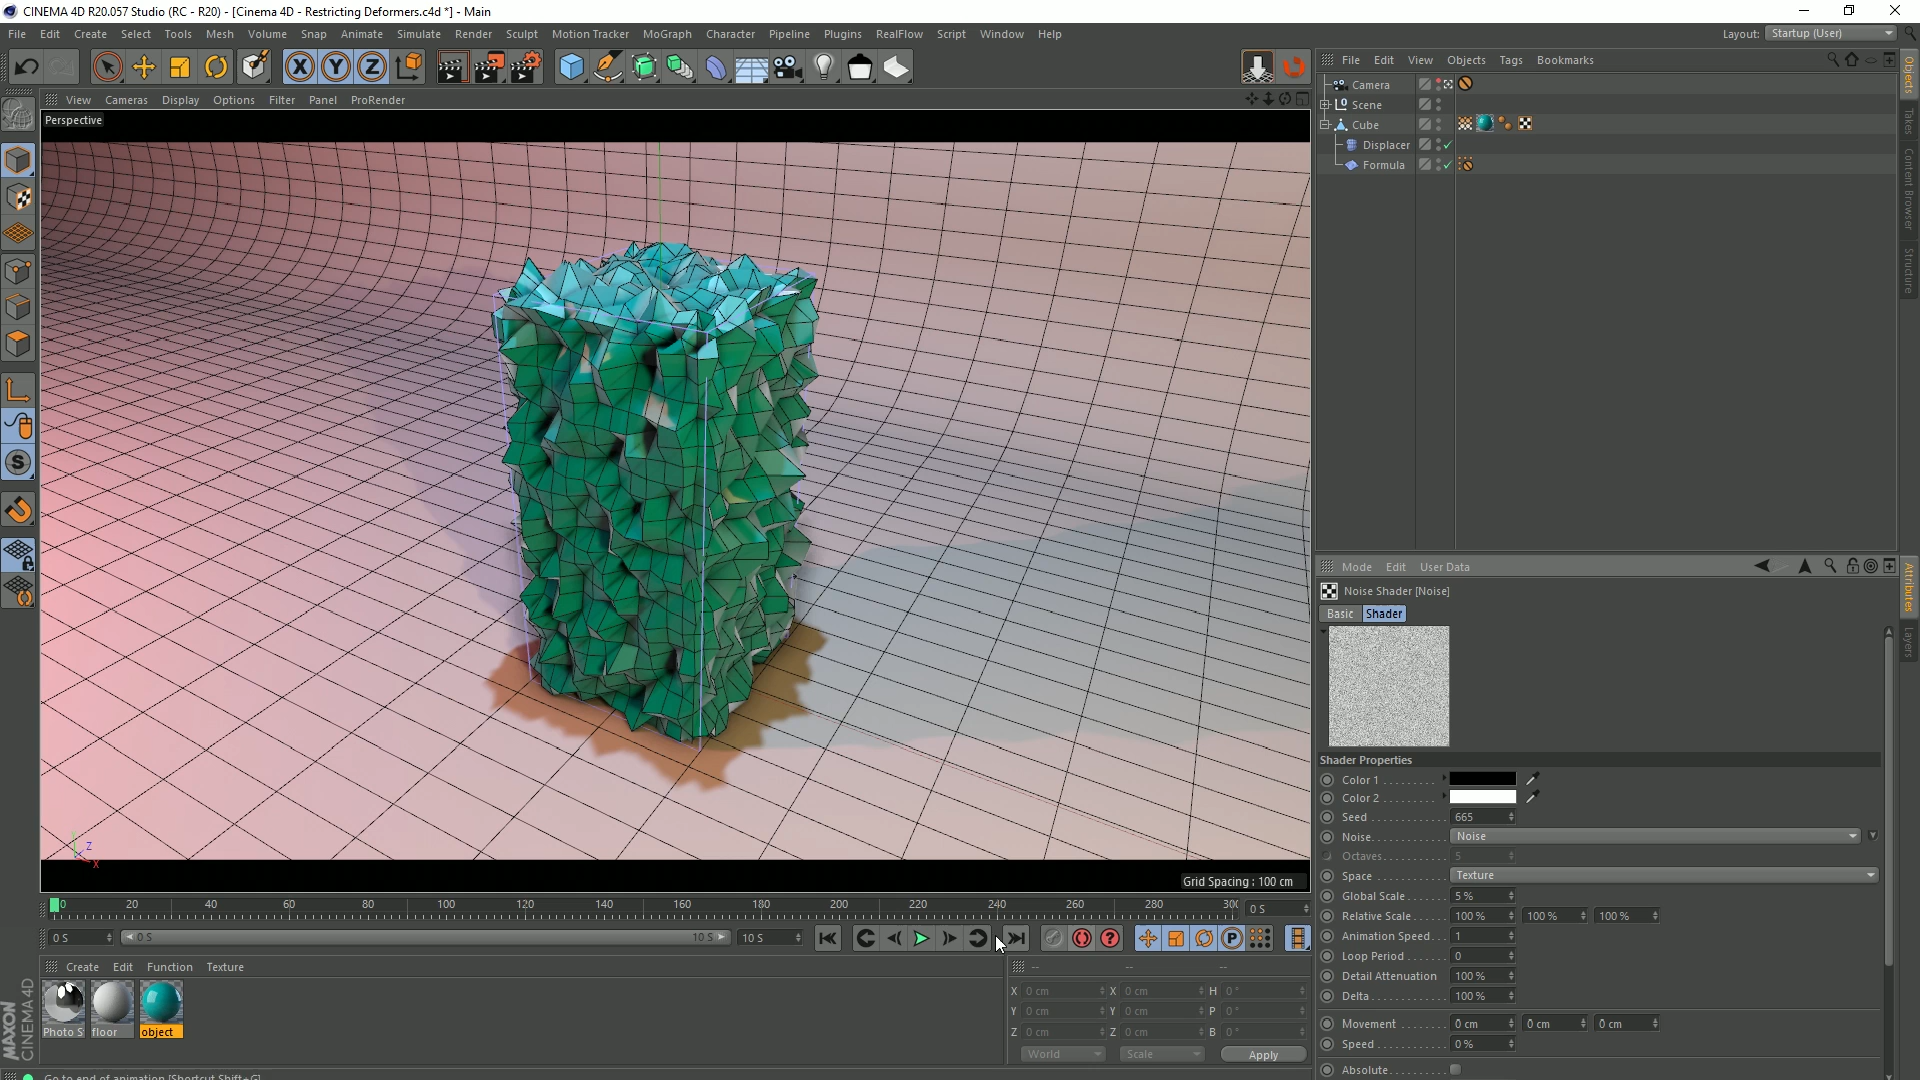 CINEMA 4D R20.057 Studio (RC - R20) - [Cinema 4D - Restricting Deformers.c4d *] - Main
File Edit Create Select Tools Mesh Volume Snap Animate Simulate Render Sculpt Motion Tracker MoGraph Character Pipeline Plugins RealFlow Script Window Help
Layout: Startup (User)
X Y Z
File Edit View Objects Tags Bookmarks
Camera
Scene
Cube
Displacer
Formula
Objects
Takes
Content Browser
Structure
View Cameras Display Options Filter Panel ProRender
Perspective
Z
X
Grid Spacing : 100 cm
0 20 40 60 80 100 120 140 160 180 200 220 240 260 280 300
0 S
0 S
0 S
10 S
10 S
Create Edit Function Texture
Photo S
floor
object
MAXON
CINEMA 4D
-- -- --
X 0 cm X 0 cm H 0 °
Y 0 cm Y 0 cm P 0 °
Z 0 cm Z 0 cm B 0 °
World Scale Apply
Go to end of animation [Shortcut Shift+G]
Mode Edit User Data
Attributes
Layers
Noise Shader [Noise]
Basic Shader
Shader Properties
Color 1
Color 2
Seed 665
Noise Noise
Octaves 5
Space Texture
Global Scale 5 %
Relative Scale 100 % 100 % 100 %
Animation Speed 1
Loop Period 0
Detail Attenuation 100 %
Delta 100 %
Movement 0 cm 0 cm 0 cm
Speed 0 %
Absolute